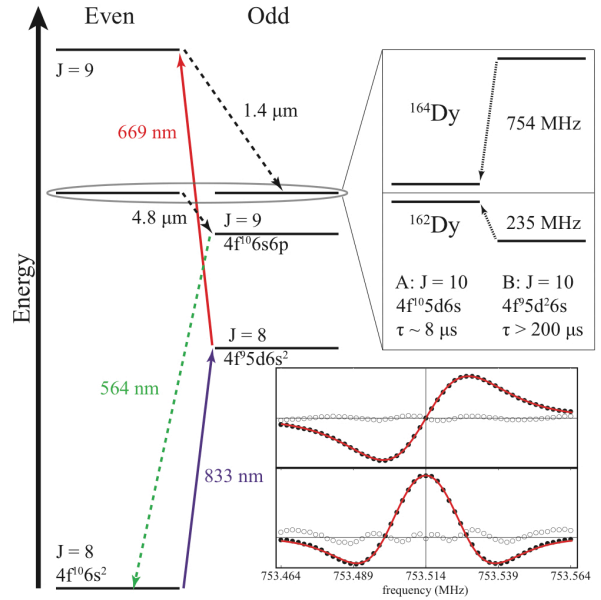 Even
Odd
Energy
J = 9
669 nm
1.4 μm
4.8 μm
J = 9
4f¹⁰6s6p
J = 8
4f⁹5d6s²
564 nm
833 nm
J = 8
4f¹⁰6s²
¹⁶⁴Dy
754 MHz
¹⁶²Dy
235 MHz
A: J = 10
4f¹⁰5d6s
τ ~ 8 μs
B: J = 10
4f⁹5d²6s
τ > 200 μs
753.464 753.489 753.514 753.539 753.564
frequency (MHz)